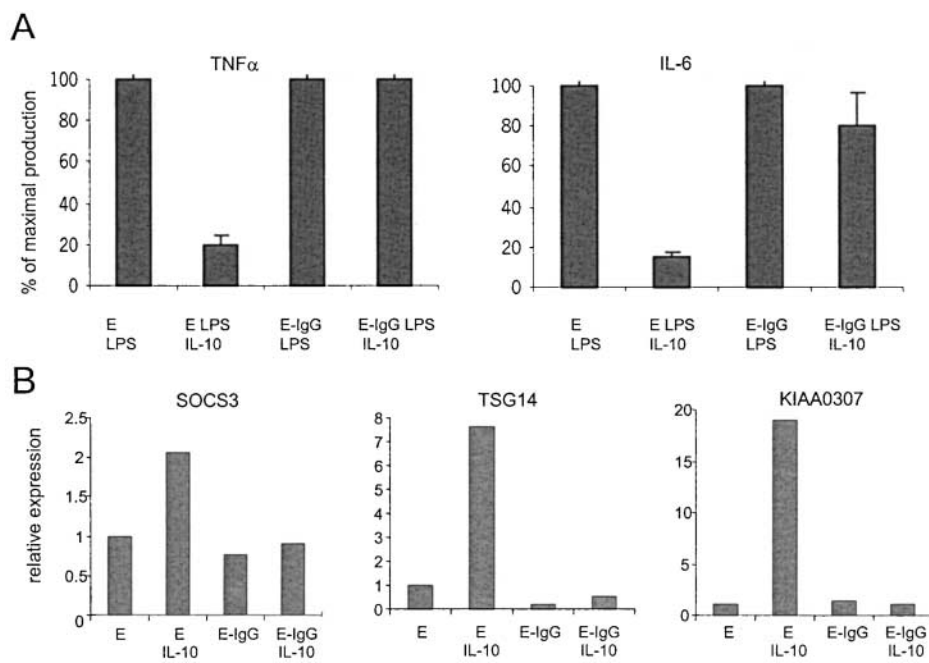 A
TNFα
IL-6
% of maximal production
100
80
60
40
20
0
100
80
60
40
20
0
E LPS
E LPS IL-10
E-IgG LPS
E-IgG LPS IL-10
E LPS
E LPS IL-10
E-IgG LPS
E-IgG LPS IL-10
B
SOCS3
TSG14
KIAA0307
relative expression
2.5
2
1.5
1
0.5
0
8
7
6
5
4
3
2
1
0
20
15
10
5
0
E
E IL-10
E-IgG
E-IgG IL-10
E
E IL-10
E-IgG
E-IgG IL-10
E
E IL-10
E-IgG
E-IgG IL-10